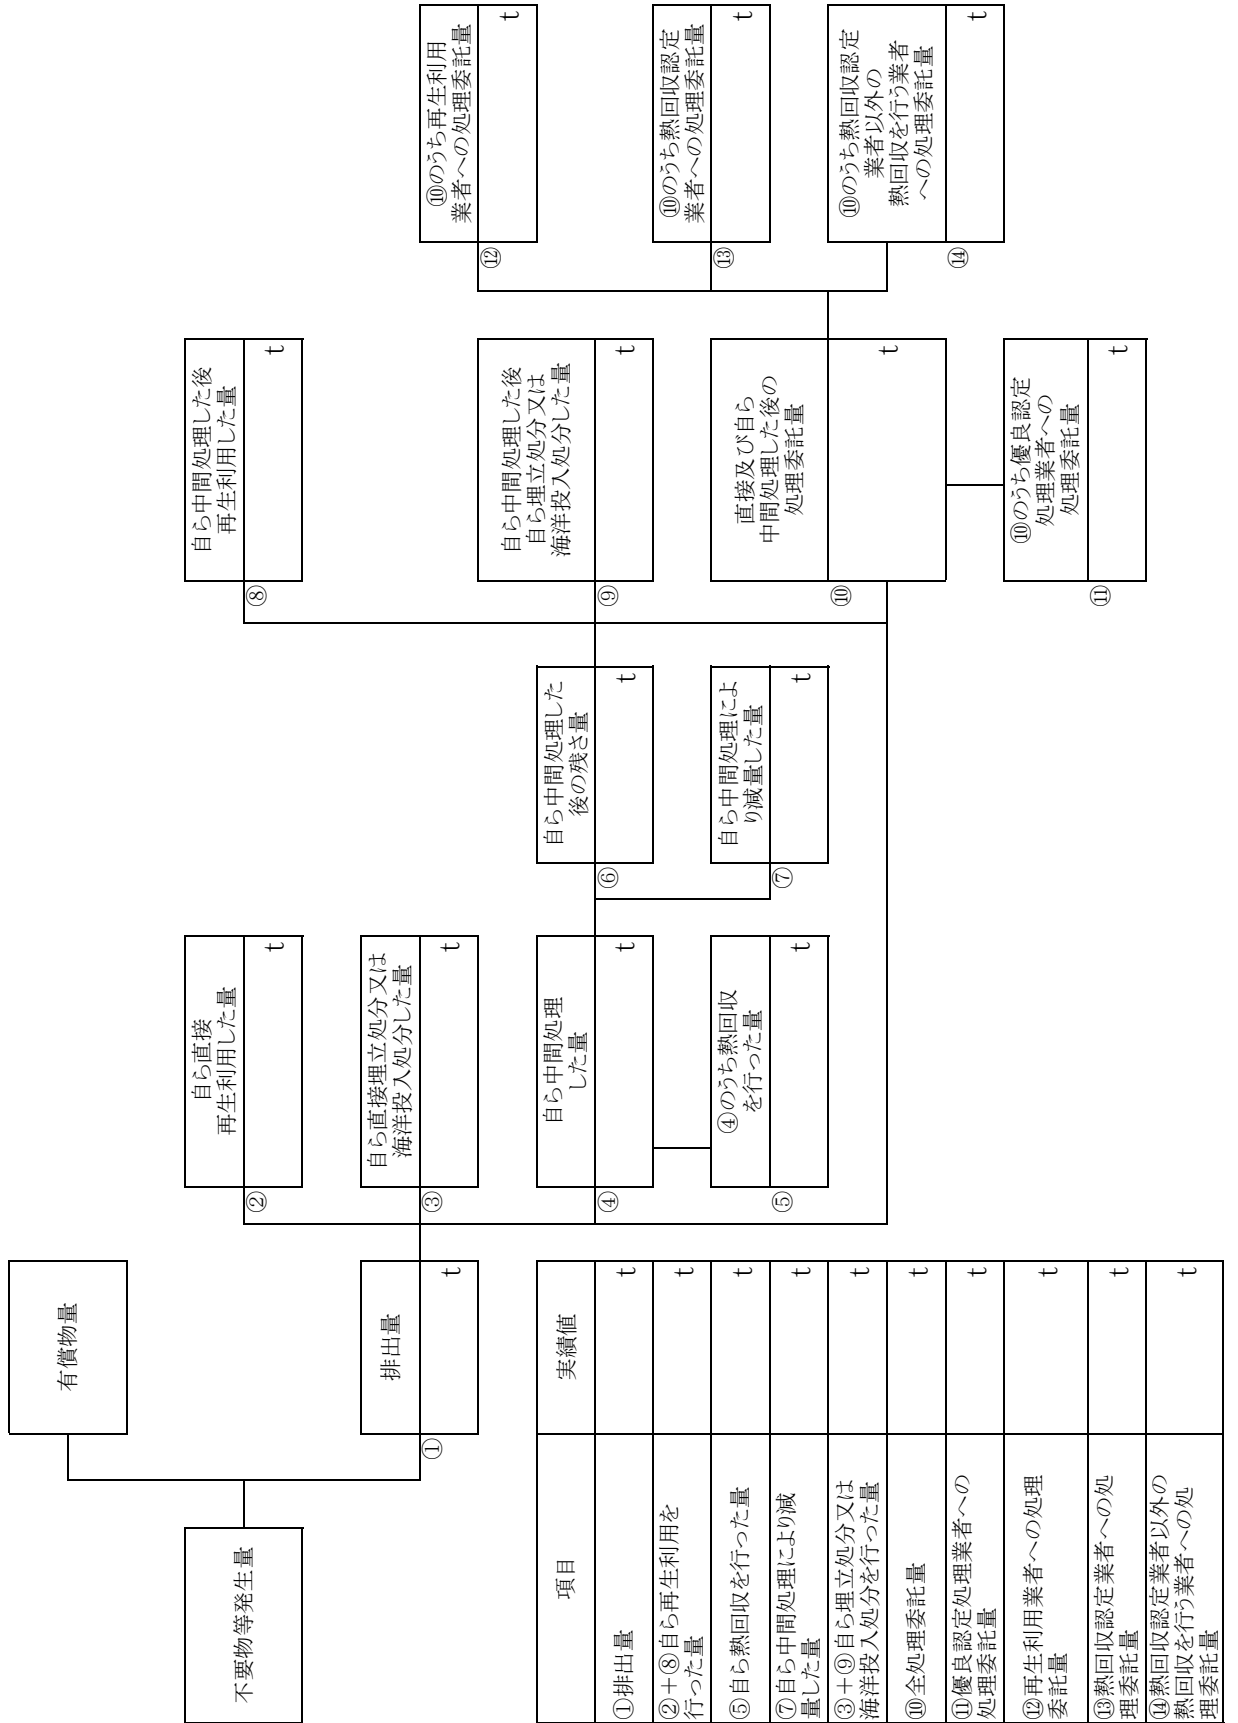 有償物量
不要物等発生量
排出量
①
t
自ら直接
再生利用した量
②
t
自ら直接埋立処分又は
海洋投入処分した量
③
t
自ら中間処理
した量
④
t
④のうち熱回収
を行った量
⑤
t
自ら中間処理した
後の残さ量
⑥
t
自ら中間処理によ
り減量した量
⑦
t
自ら中間処理した後
再生利用した量
⑧
t
自ら中間処理した後
自ら埋立処分又は
海洋投入処分した量
⑨
t
直接及び自ら
中間処理した後の
処理委託量
⑩
t
⑩のうち優良認定
処理業者への
処理委託量
⑪
t
⑩のうち再生利用
業者への処理委託量
⑫
t
⑩のうち熱回収認定
業者への処理委託量
⑬
t
⑩のうち熱回収認定
業者以外の
熱回収を行う業者
への処理委託量
⑭
t
項目
実績値
①排出量
t
②+⑧自ら再生利用を
行った量
t
⑤自ら熱回収を行った量
t
⑦自ら中間処理により減
量した量
t
③+⑨自ら埋立処分又は
海洋投入処分を行った量
t
⑩全処理委託量
t
⑪優良認定処理業者への
処理委託量
t
⑫再生利用業者への処理
委託量
t
⑬熱回収認定業者への処
理委託量
t
⑭熱回収認定業者以外の
熱回収を行う業者への処
理委託量
t